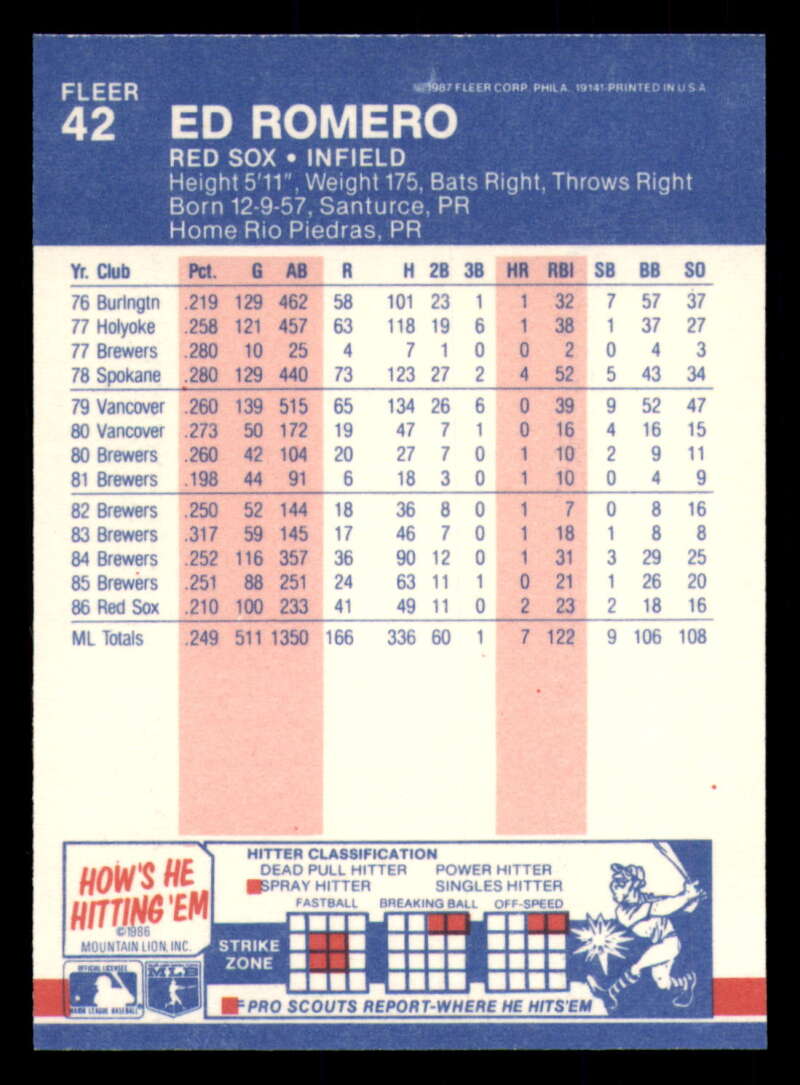 FLEER
42
©1987 FLEER CORP. PHILA. 19141-PRINTED IN U S A
ED ROMERO
RED SOX • INFIELD
Height 5'11", Weight 175, Bats Right, Throws Right
Born 12-9-57, Santurce, PR
Home Rio Piedras, PR
Yr. Club Pct. G AB R H 2B 3B HR RBI SB BB SO
76 Burlngtn .219 129 462 58 101 23 1 1 32 7 57 37
77 Holyoke .258 121 457 63 118 19 6 1 38 1 37 27
77 Brewers .280 10 25 4 7 1 0 0 2 0 4 3
78 Spokane .280 129 440 73 123 27 2 4 52 5 43 34
79 Vancover .260 139 515 65 134 26 6 0 39 9 52 47
80 Vancover .273 50 172 19 47 7 1 0 16 4 16 15
80 Brewers .260 42 104 20 27 7 0 1 10 2 9 11
81 Brewers .198 44 91 6 18 3 0 1 10 0 4 9
82 Brewers .250 52 144 18 36 8 0 1 7 0 8 16
83 Brewers .317 59 145 17 46 7 0 1 18 1 8 8
84 Brewers .252 116 357 36 90 12 0 1 31 3 29 25
85 Brewers .251 88 251 24 63 11 1 0 21 1 26 20
86 Red Sox .210 100 233 41 49 11 0 2 23 2 18 16
ML Totals .249 511 1350 166 336 60 1 7 122 9 106 108
HOW'S HE
HITTING 'EM
©1986
MOUNTAIN LION, INC.
HITTER CLASSIFICATION
DEAD PULL HITTER POWER HITTER
SPRAY HITTER SINGLES HITTER
FASTBALL BREAKING BALL OFF-SPEED
STRIKE
ZONE
=PRO SCOUTS REPORT-WHERE HE HITS'EM
OFFICIAL LICENSEE
MAJOR LEAGUE BASEBALL
MLB